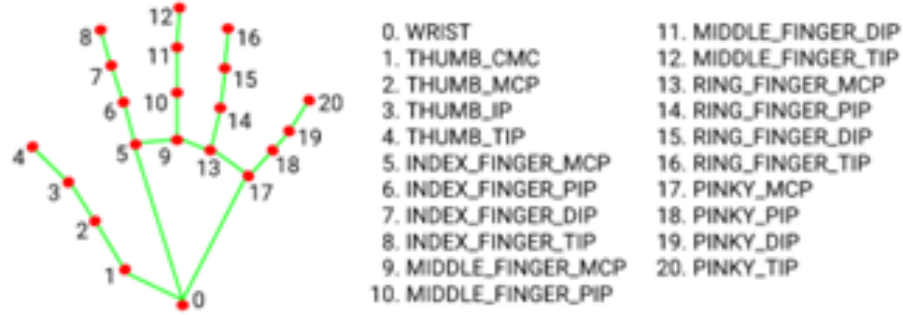 12
8
16
11
7
15
10
6
14
20
4
5
9
13
19
18
3
17
2
1
0
0. WRIST
1. THUMB_CMC
2. THUMB_MCP
3. THUMB_IP
4. THUMB_TIP
5. INDEX_FINGER_MCP
6. INDEX_FINGER_PIP
7. INDEX_FINGER_DIP
8. INDEX_FINGER_TIP
9. MIDDLE_FINGER_MCP
10. MIDDLE_FINGER_PIP
11. MIDDLE_FINGER_DIP
12. MIDDLE_FINGER_TIP
13. RING_FINGER_MCP
14. RING_FINGER_PIP
15. RING_FINGER_DIP
16. RING_FINGER_TIP
17. PINKY_MCP
18. PINKY_PIP
19. PINKY_DIP
20. PINKY_TIP